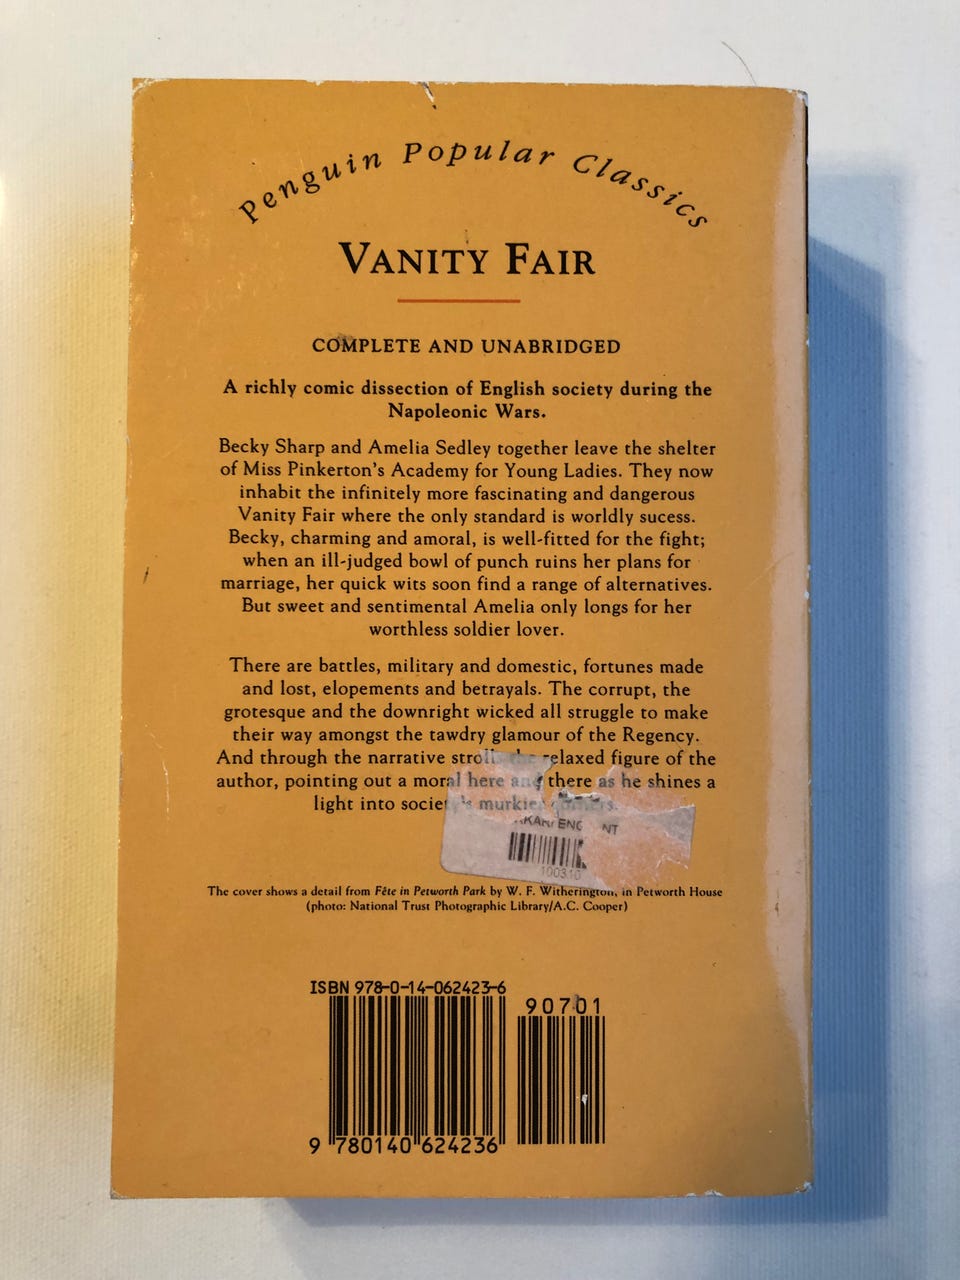 Penguin Popular Classics
VANITY FAIR
COMPLETE AND UNABRIDGED
A richly comic dissection of English society during the
Napoleonic Wars.
Becky Sharp and Amelia Sedley together leave the shelter
of Miss Pinkerton's Academy for Young Ladies. They now
inhabit the infinitely more fascinating and dangerous
Vanity Fair where the only standard is worldly sucess.
Becky, charming and amoral, is well-fitted for the fight;
when an ill-judged bowl of punch ruins her plans for
marriage, her quick wits soon find a range of alternatives.
But sweet and sentimental Amelia only longs for her
worthless soldier lover.
There are battles, military and domestic, fortunes made
and lost, elopements and betrayals. The corrupt, the
grotesque and the downright wicked all struggle to make
their way amongst the tawdry glamour of the Regency.
And through the narrative strolls the relaxed figure of the
author, pointing out a moral here and there as he shines a
light into society's murkier corners.
The cover shows a detail from Fête in Petworth Park by W. F. Witherington, in Petworth House
(photo: National Trust Photographic Library/A.C. Cooper)
ISBN 978-0-14-062423-6
90701
9 780140 624236